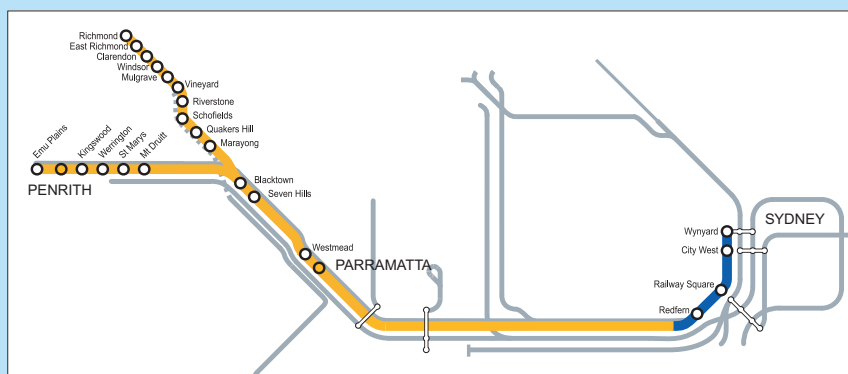 Richmond
East Richmond
Clarendon
Windsor
Mulgrave
Vineyard
Riverstone
Schofields
Quakers Hill
Marayong
Emu Plains
Kingswood
Werrington
St Marys
Mt Druitt
PENRITH
Blacktown
Seven Hills
Westmead
PARRAMATTA
SYDNEY
Wynyard
City West
Railway Square
Redfern